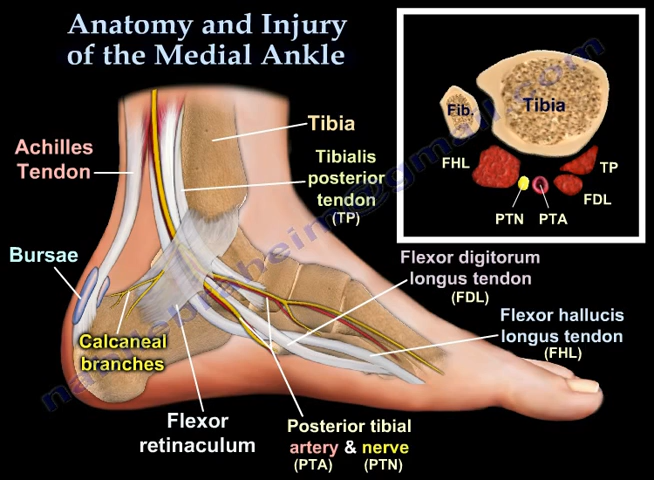 Anatomy and Injury
of the Medial Ankle
Fib.
Tibia
FHL
TP
FDL
PTN
PTA
Tibia
Achilles
Tendon
Tibialis
posterior
tendon
(TP)
Bursae
Flexor digitorum
longus tendon
(FDL)
Flexor hallucis
longus tendon
(FHL)
Calcaneal
branches
Flexor
retinaculum
Posterior tibial
artery & nerve
(PTA) (PTN)